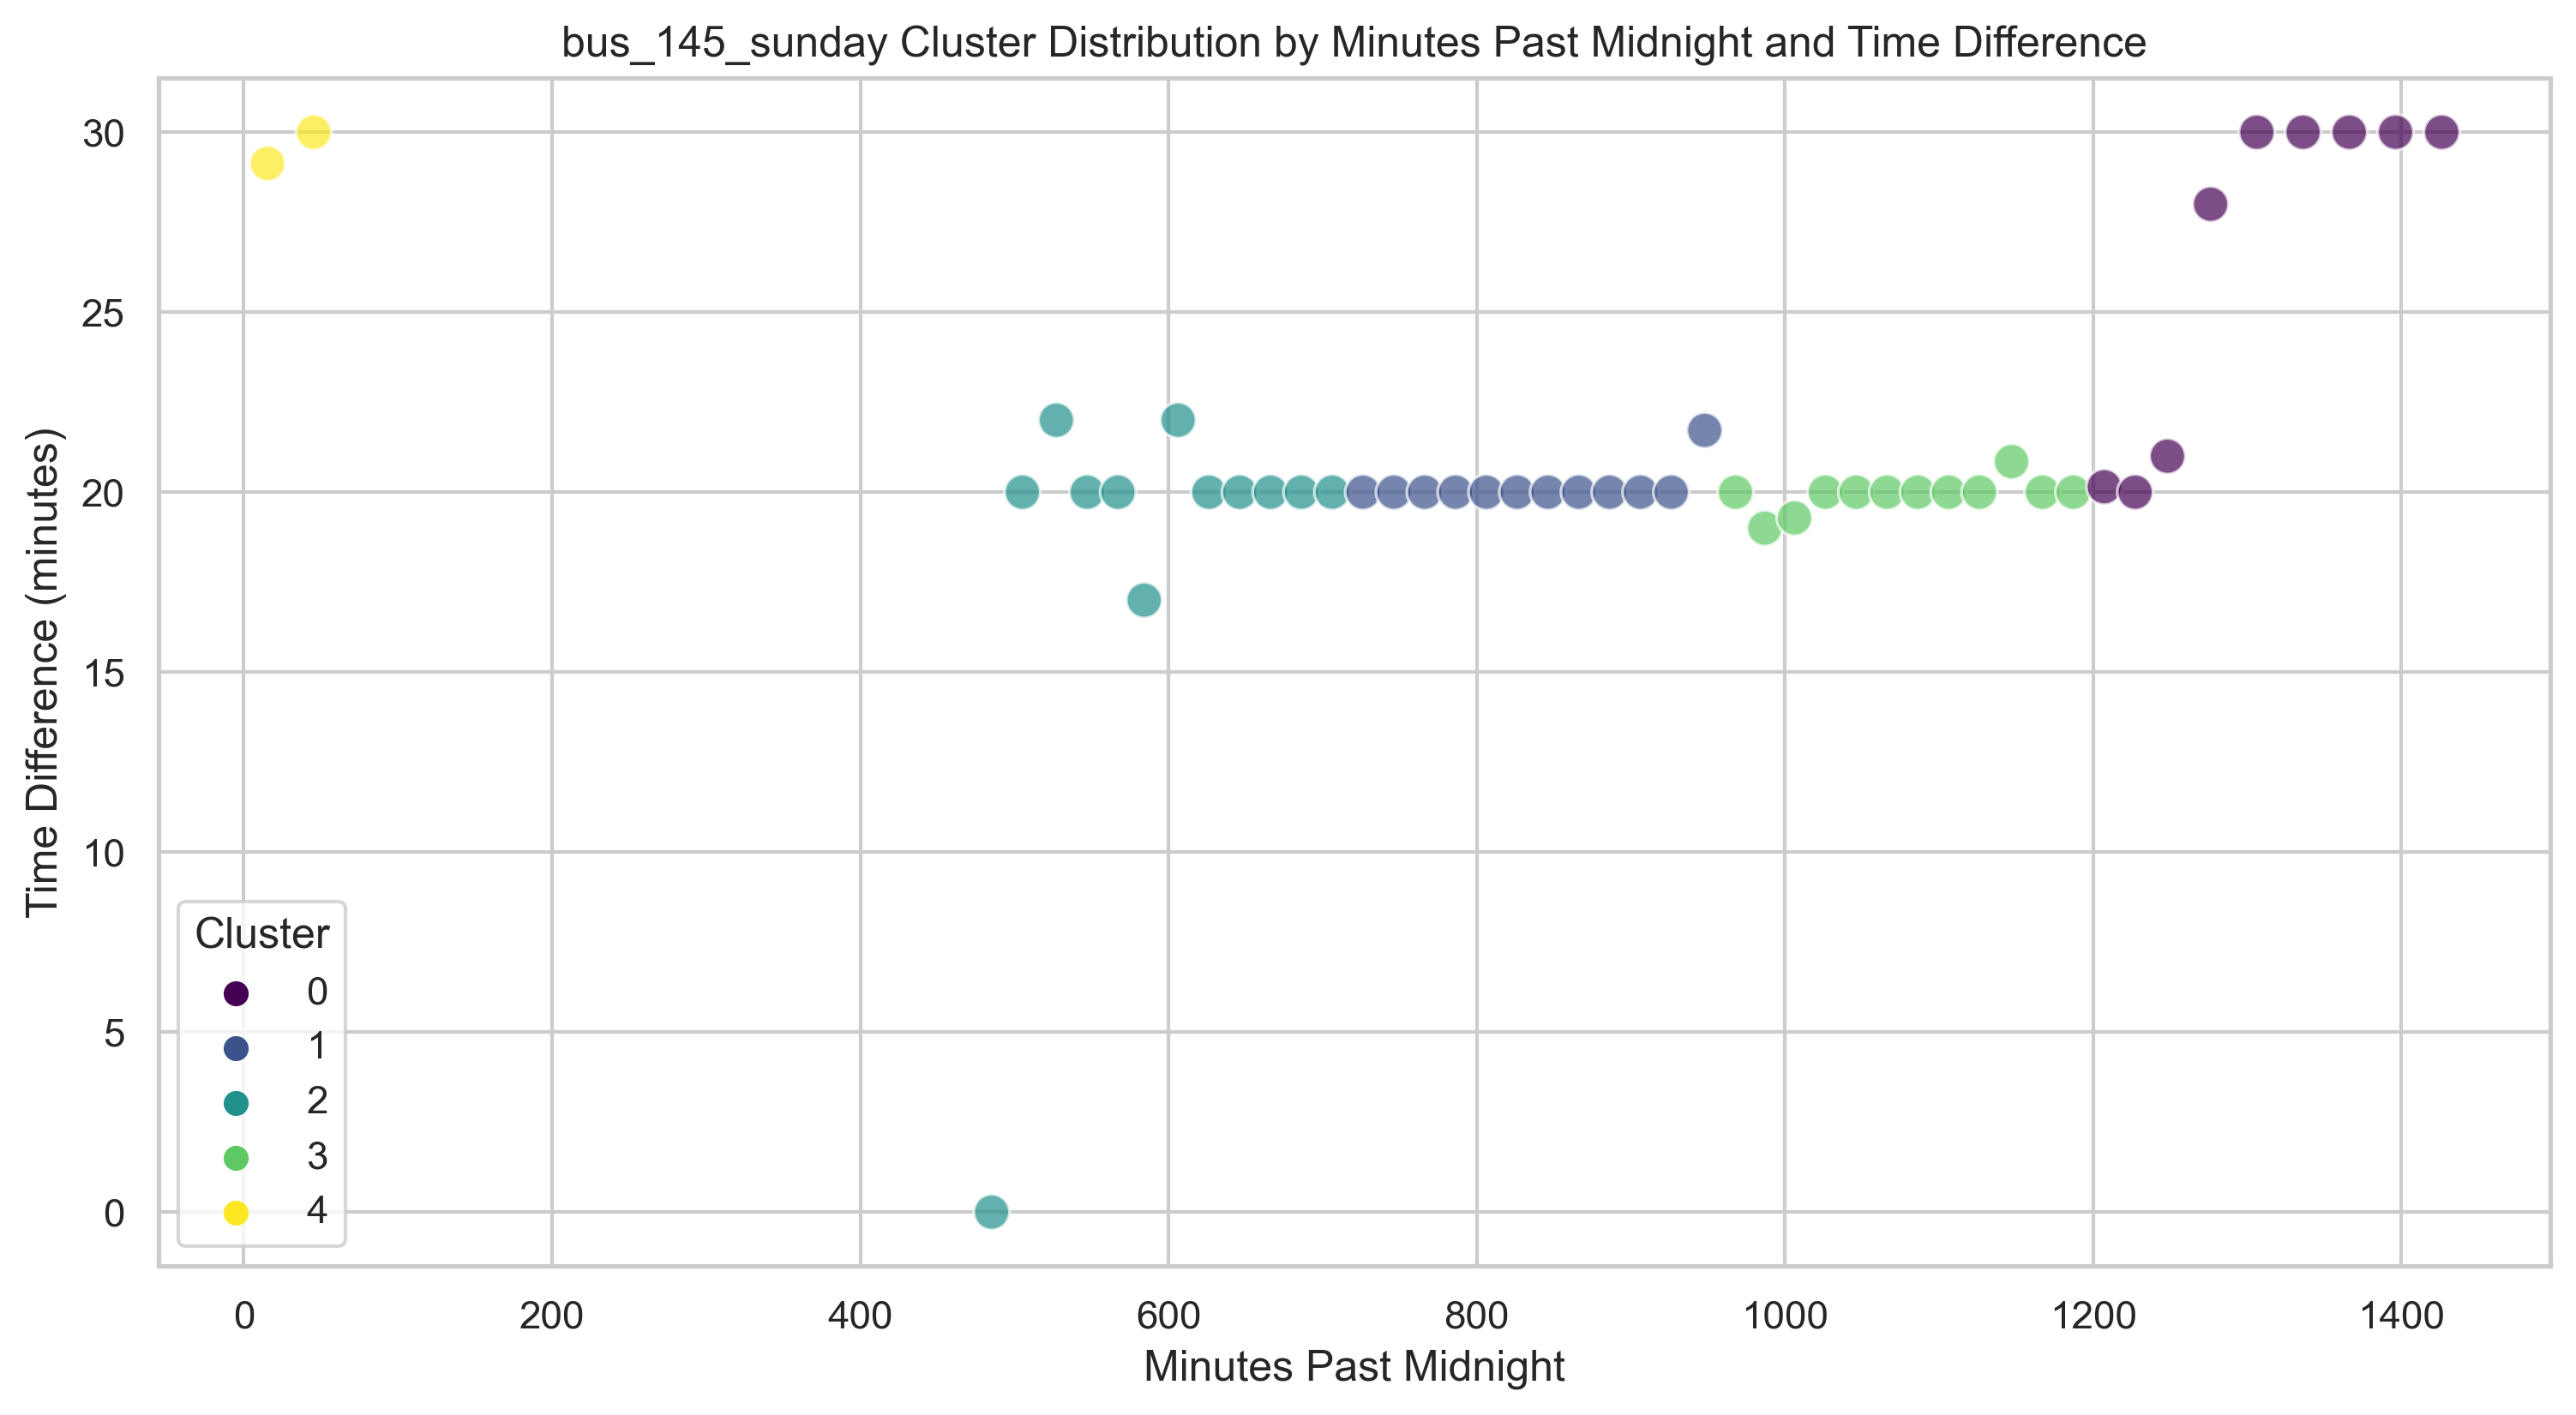 bus_145_sunday Cluster Distribution by Minutes Past Midnight and Time Difference
Time Difference (minutes)
30
25
20
15
10
5
0
Cluster
0
1
2
3
4
0 200 400 600 800 1000 1200 1400
Minutes Past Midnight